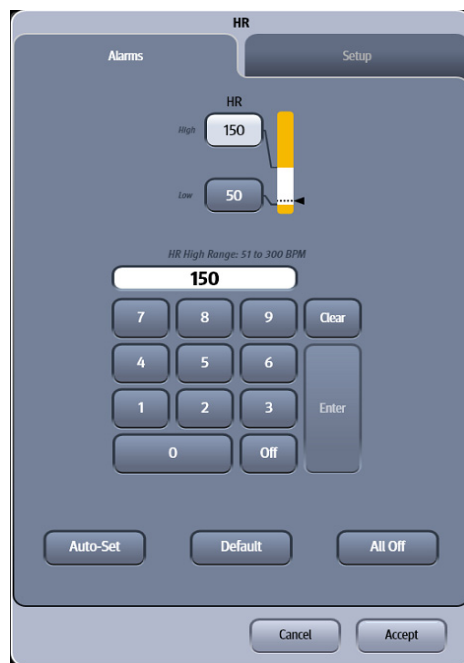 HR
Alarms Setup
HR
High 150
Low 50
HR High Range: 51 to 300 BPM
150
7 8 9 Clear
4 5 6
1 2 3 Enter
0 Off
Auto-Set Default All Off
Cancel Accept